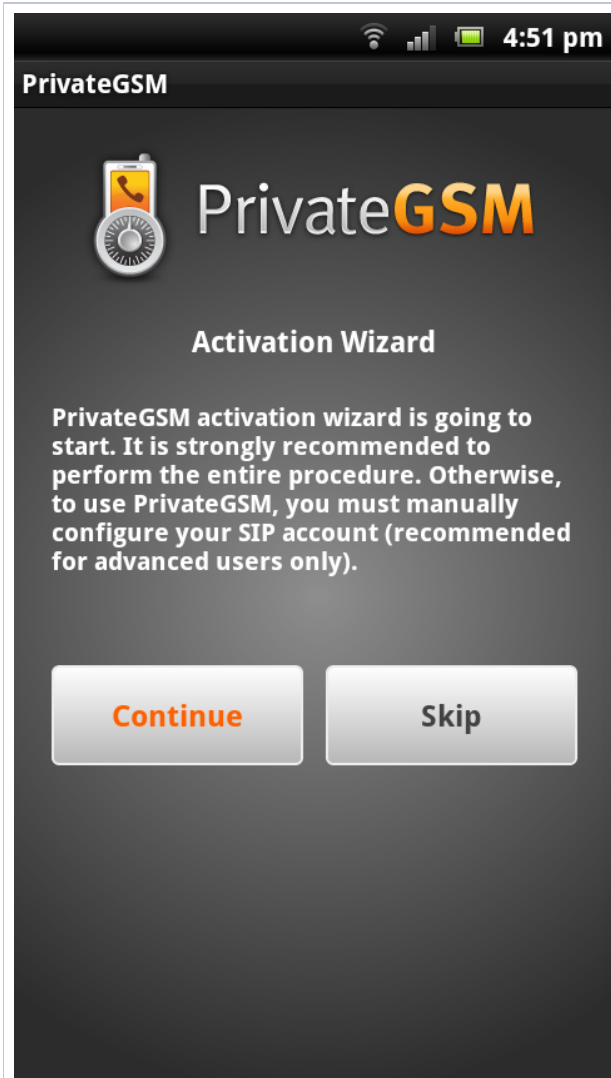 4:51 pm
PrivateGSM
PrivateGSM
Activation Wizard
PrivateGSM activation wizard is going to
start. It is strongly recommended to
perform the entire procedure. Otherwise,
to use PrivateGSM, you must manually
configure your SIP account (recommended
for advanced users only).
Continue Skip